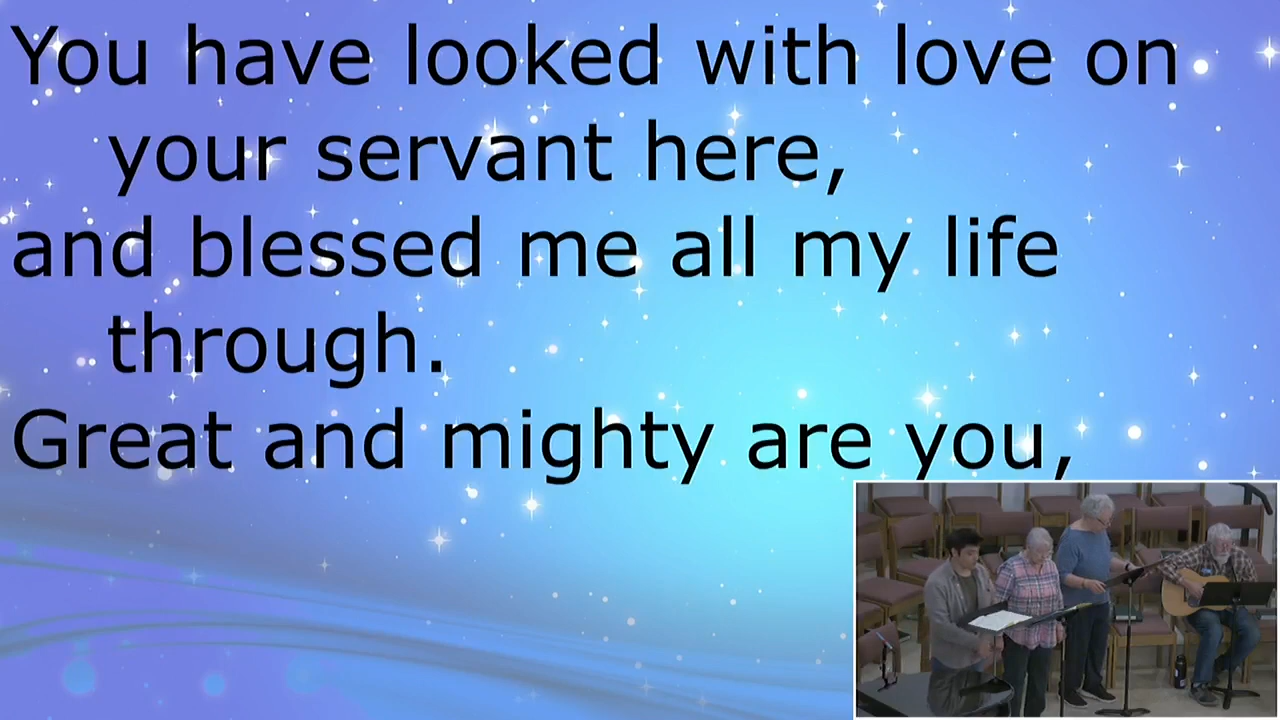 You have looked with love on
your servant here,
and blessed me all my life
through.
Great and mighty are you,